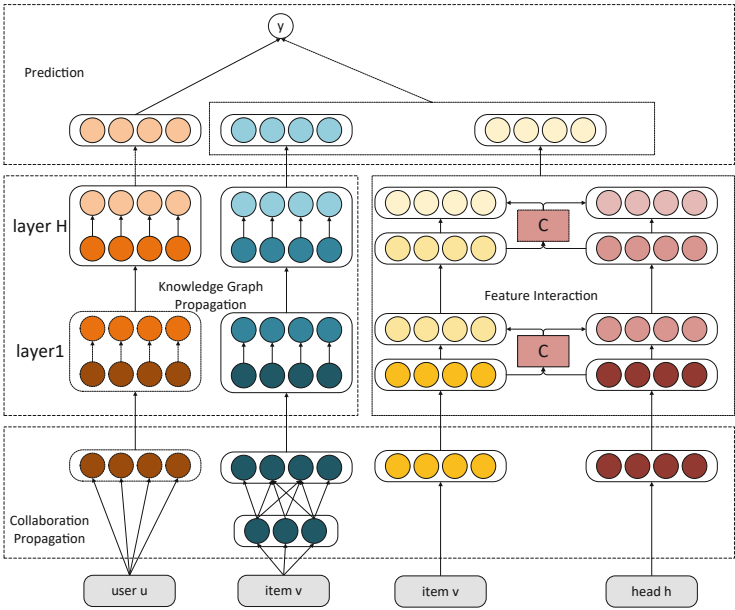 y
Prediction
layer H
C
Knowledge Graph
Propagation
Feature Interaction
layer1
C
Collaboration
Propagation
user u
item v
item v
head h